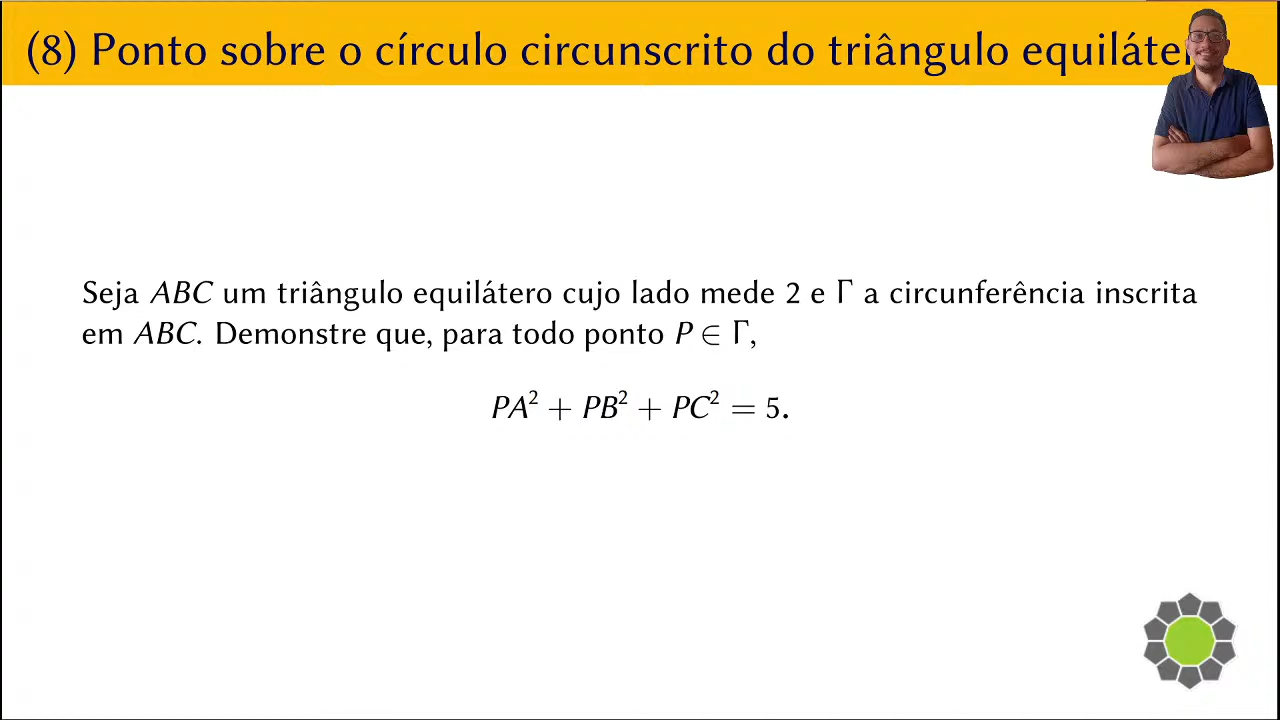 (8) Ponto sobre o círculo circunscrito do triângulo
Seja ABC um triângulo equilátero cujo lado mede 2 e Γ a circunferência inscrita
em ABC. Demonstre que, para todo ponto P ∈ Γ,
PA² + PB² + PC² = 5.